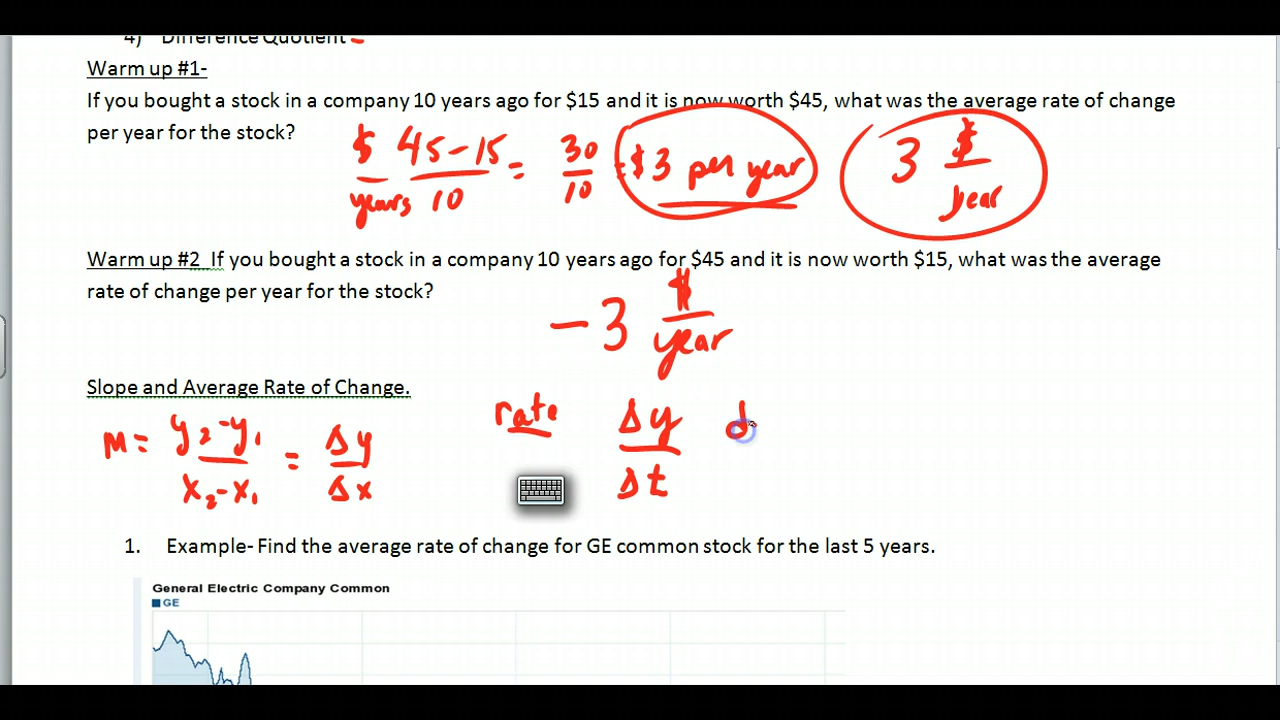 4) Difference Quotient
Warm up #1-
If you bought a stock in a company 10 years ago for $15 and it is now worth $45, what was the average rate of change
per year for the stock?
$/years 45-15/10 = 30/10 = $3 per year 3 $/year
Warm up #2 If you bought a stock in a company 10 years ago for $45 and it is now worth $15, what was the average
rate of change per year for the stock?
-3 $/year
Slope and Average Rate of Change.
M = y₂-y₁/x₂-x₁ = Δy/Δx rate Δy/Δt d
1. Example- Find the average rate of change for GE common stock for the last 5 years.
General Electric Company Common
GE